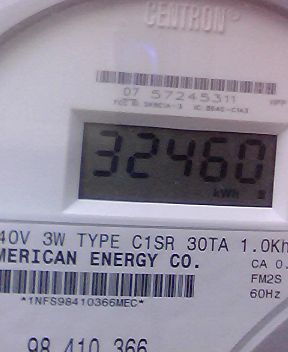 CENTRON®
07 57245311
32460
kWh
40V 3W TYPE C1SR 30TA 1.0Kh
MERICAN ENERGY CO.
CA 0.
FM2S
*1NFS98410366MEC*
60Hz
98 410 366